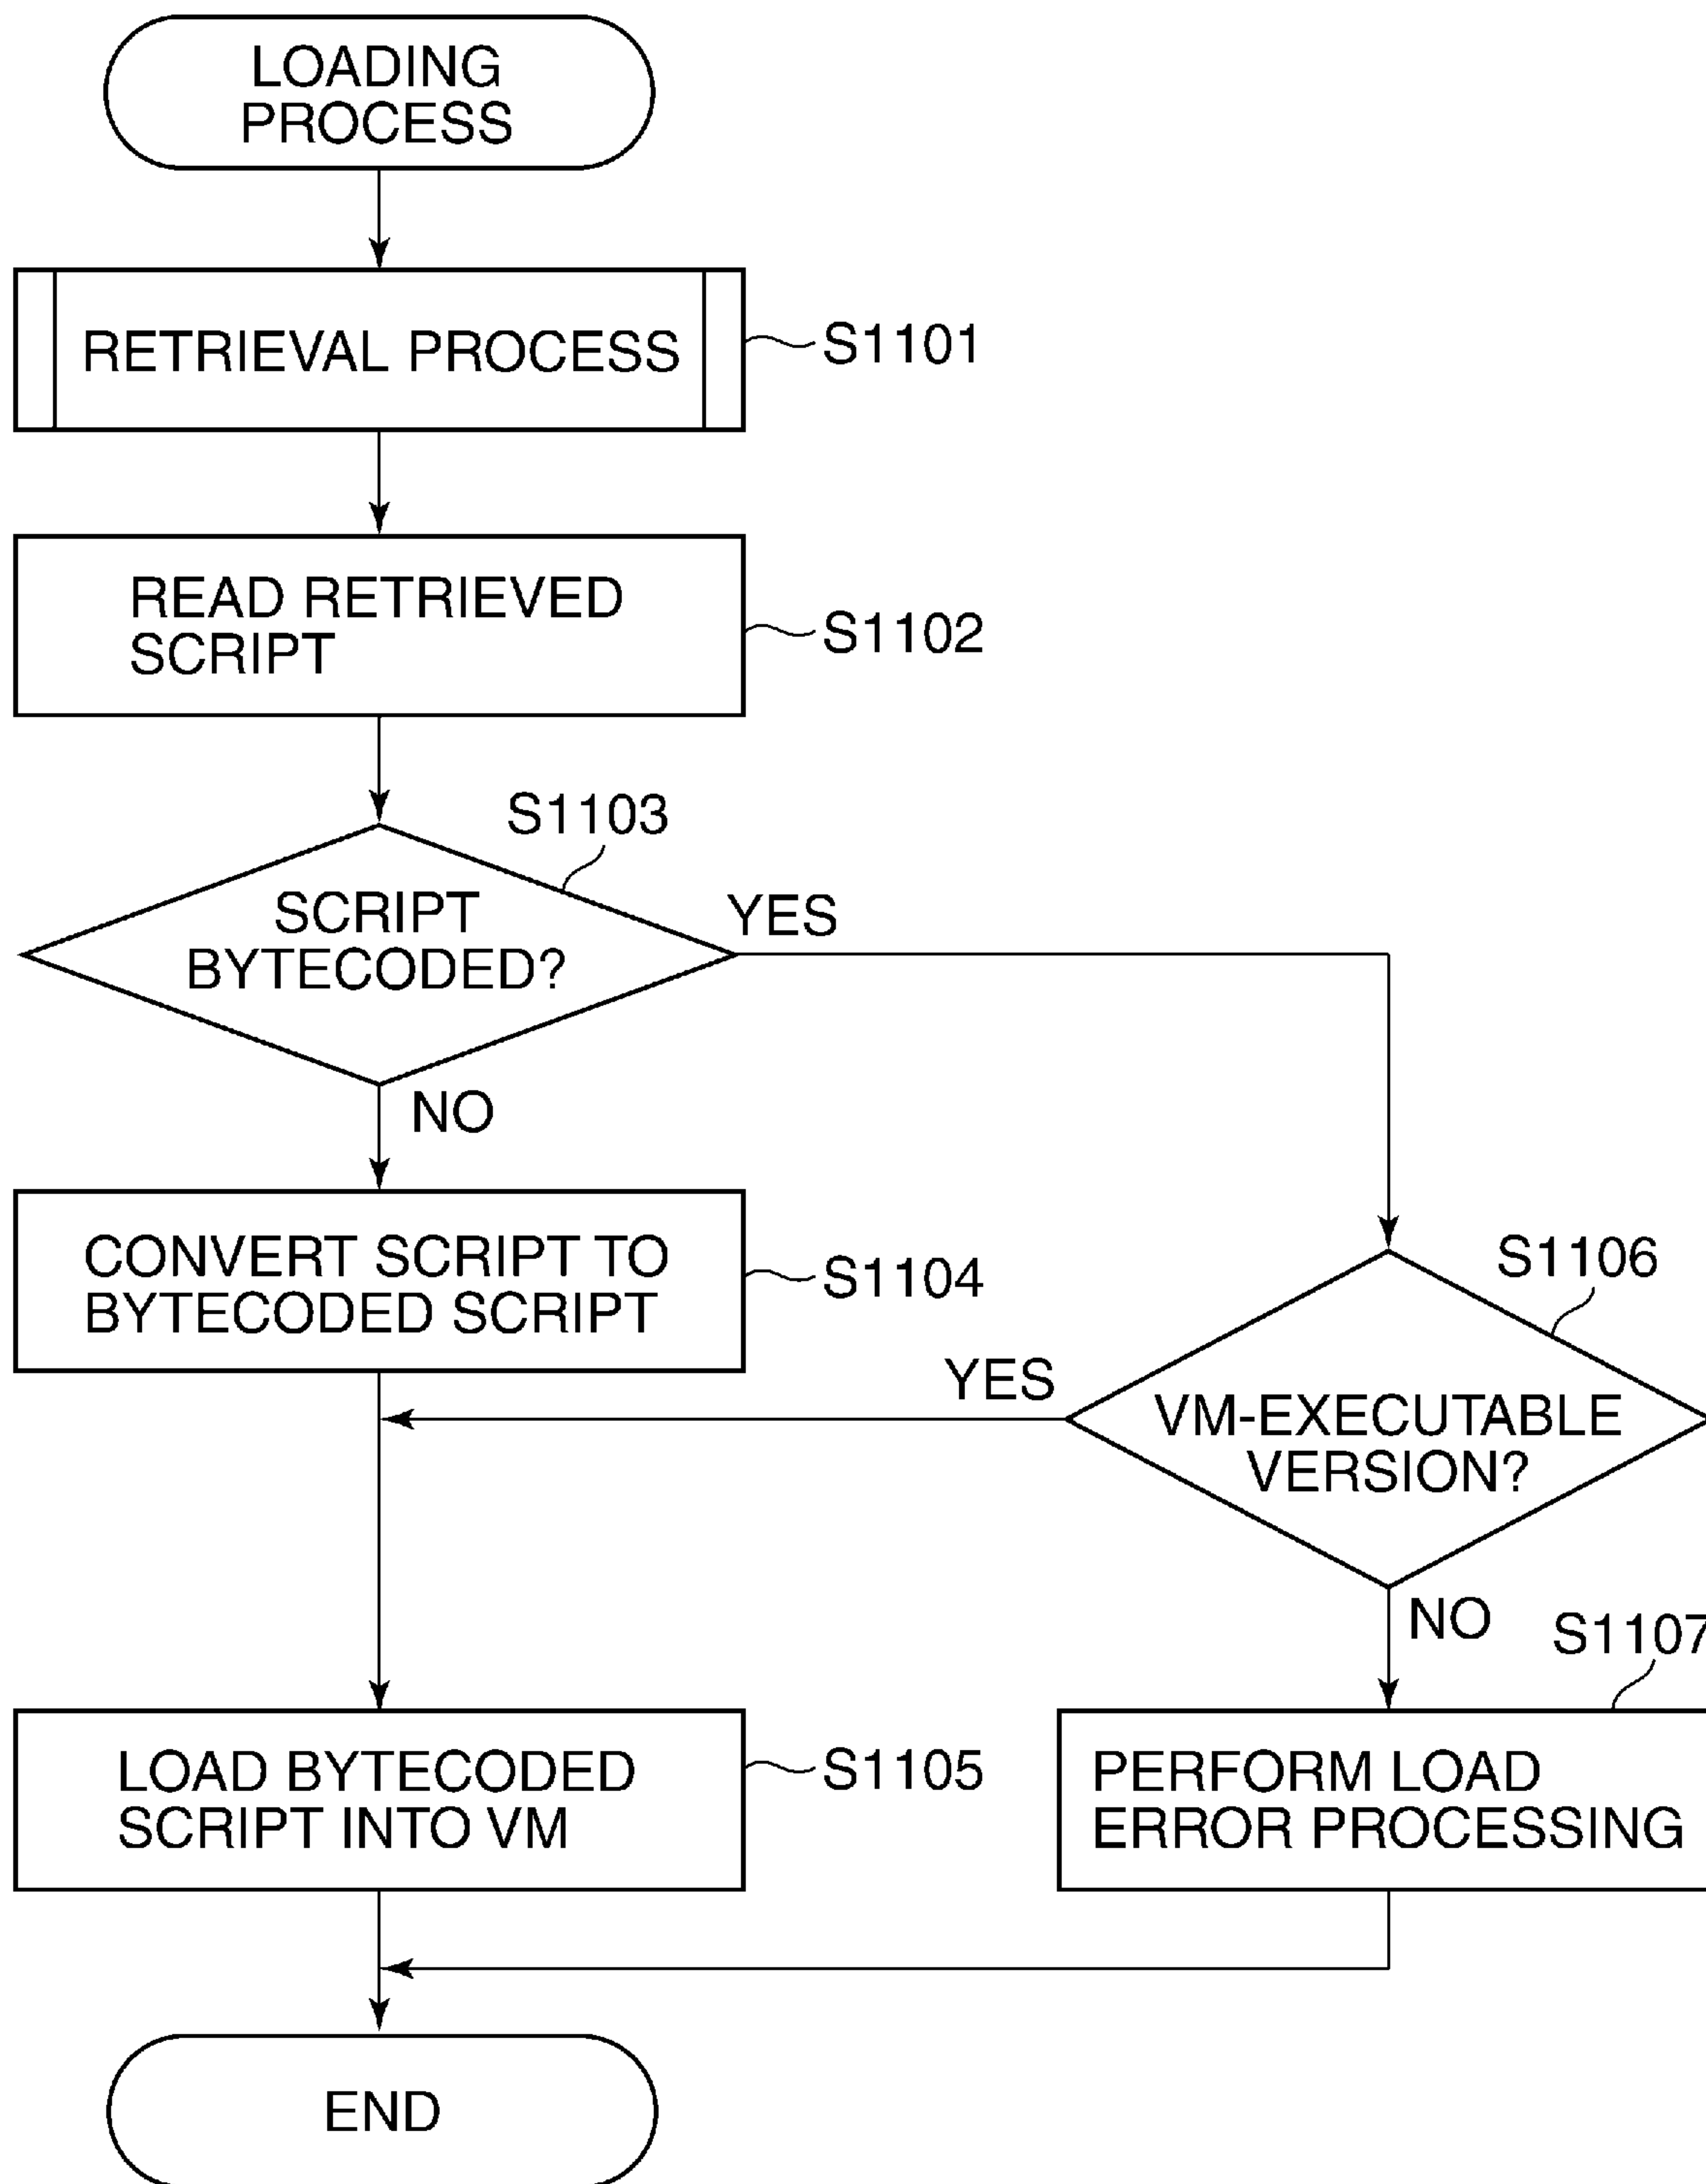 LOADING
PROCESS
RETRIEVAL PROCESS
S1101
READ RETRIEVED
SCRIPT
S1102
S1103
SCRIPT
BYTECODED?
YES
NO
CONVERT SCRIPT TO
BYTECODED SCRIPT
S1104
S1106
YES
VM-EXECUTABLE
VERSION?
NO
S1107
LOAD BYTECODED
SCRIPT INTO VM
S1105
PERFORM LOAD
ERROR PROCESSING
END